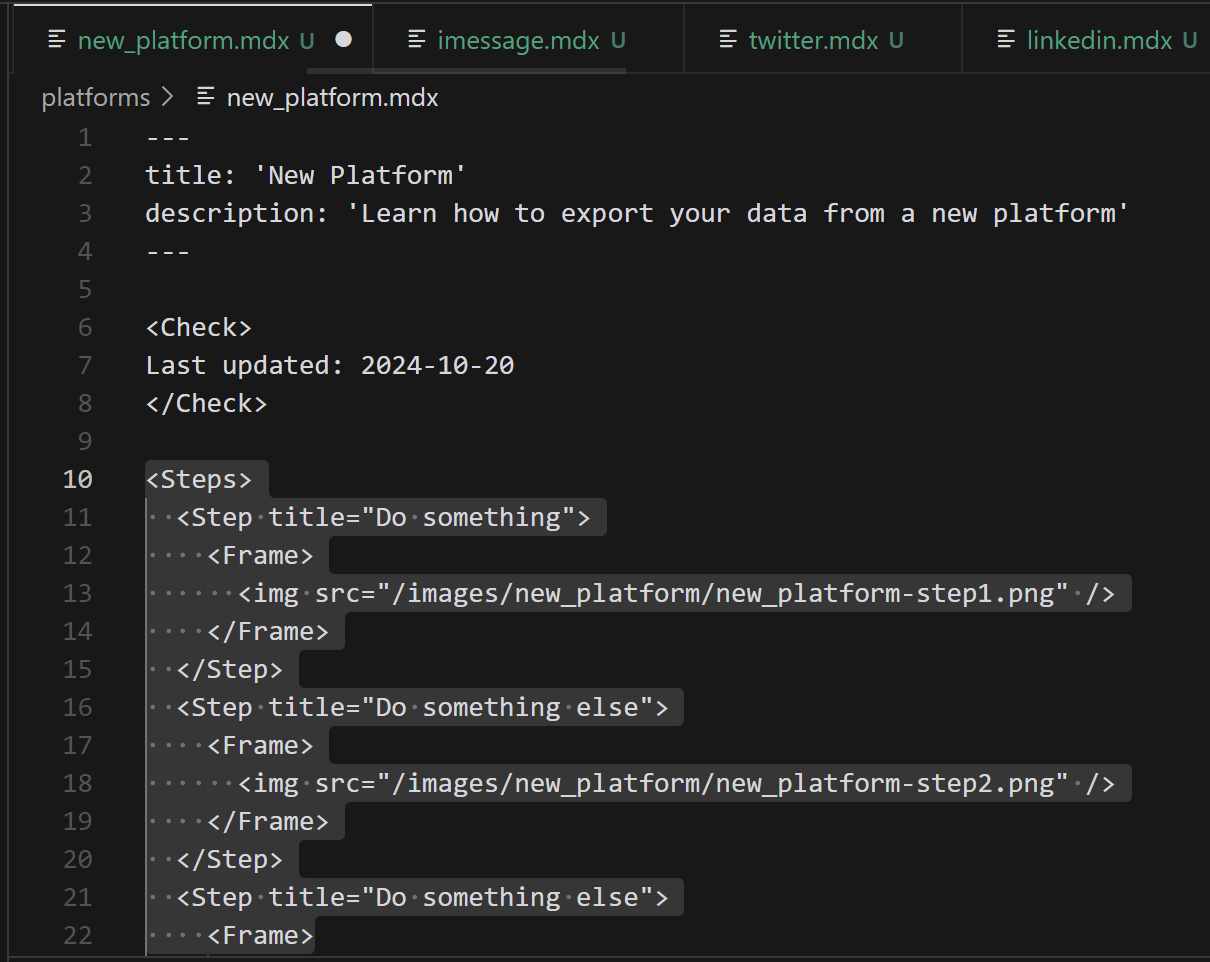 new_platform.mdx U
imessage.mdx U
twitter.mdx U
linkedin.mdx U
platforms > new_platform.mdx
1 ---
2 title: 'New Platform'
3 description: 'Learn how to export your data from a new platform'
4 ---
5
6 <Check>
7 Last updated: 2024-10-20
8 </Check>
9
10 <Steps>
11   <Step title="Do something">
12     <Frame>
13       <img src="/images/new_platform/new_platform-step1.png" />
14     </Frame>
15   </Step>
16   <Step title="Do something else">
17     <Frame>
18       <img src="/images/new_platform/new_platform-step2.png" />
19     </Frame>
20   </Step>
21   <Step title="Do something else">
22     <Frame>